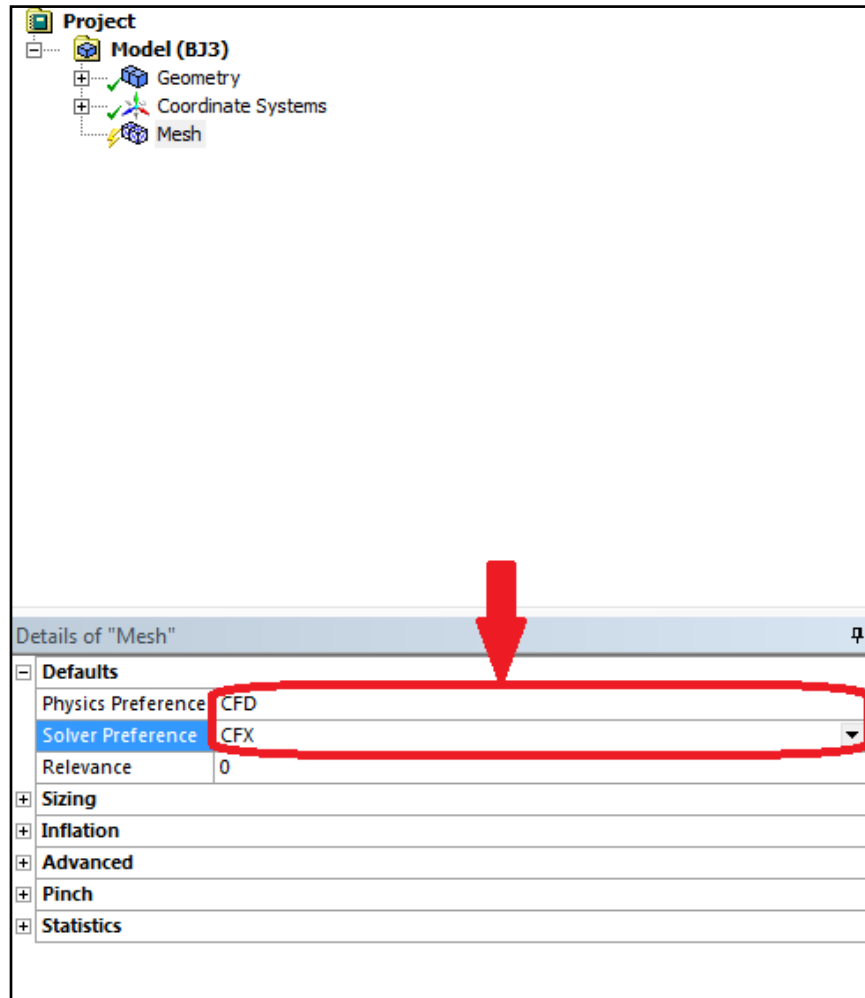 Project
Model (BJ3)
Geometry
Coordinate Systems
Mesh
Details of "Mesh"
Defaults
Physics Preference CFD
Solver Preference CFX
Relevance 0
Sizing
Inflation
Advanced
Pinch
Statistics